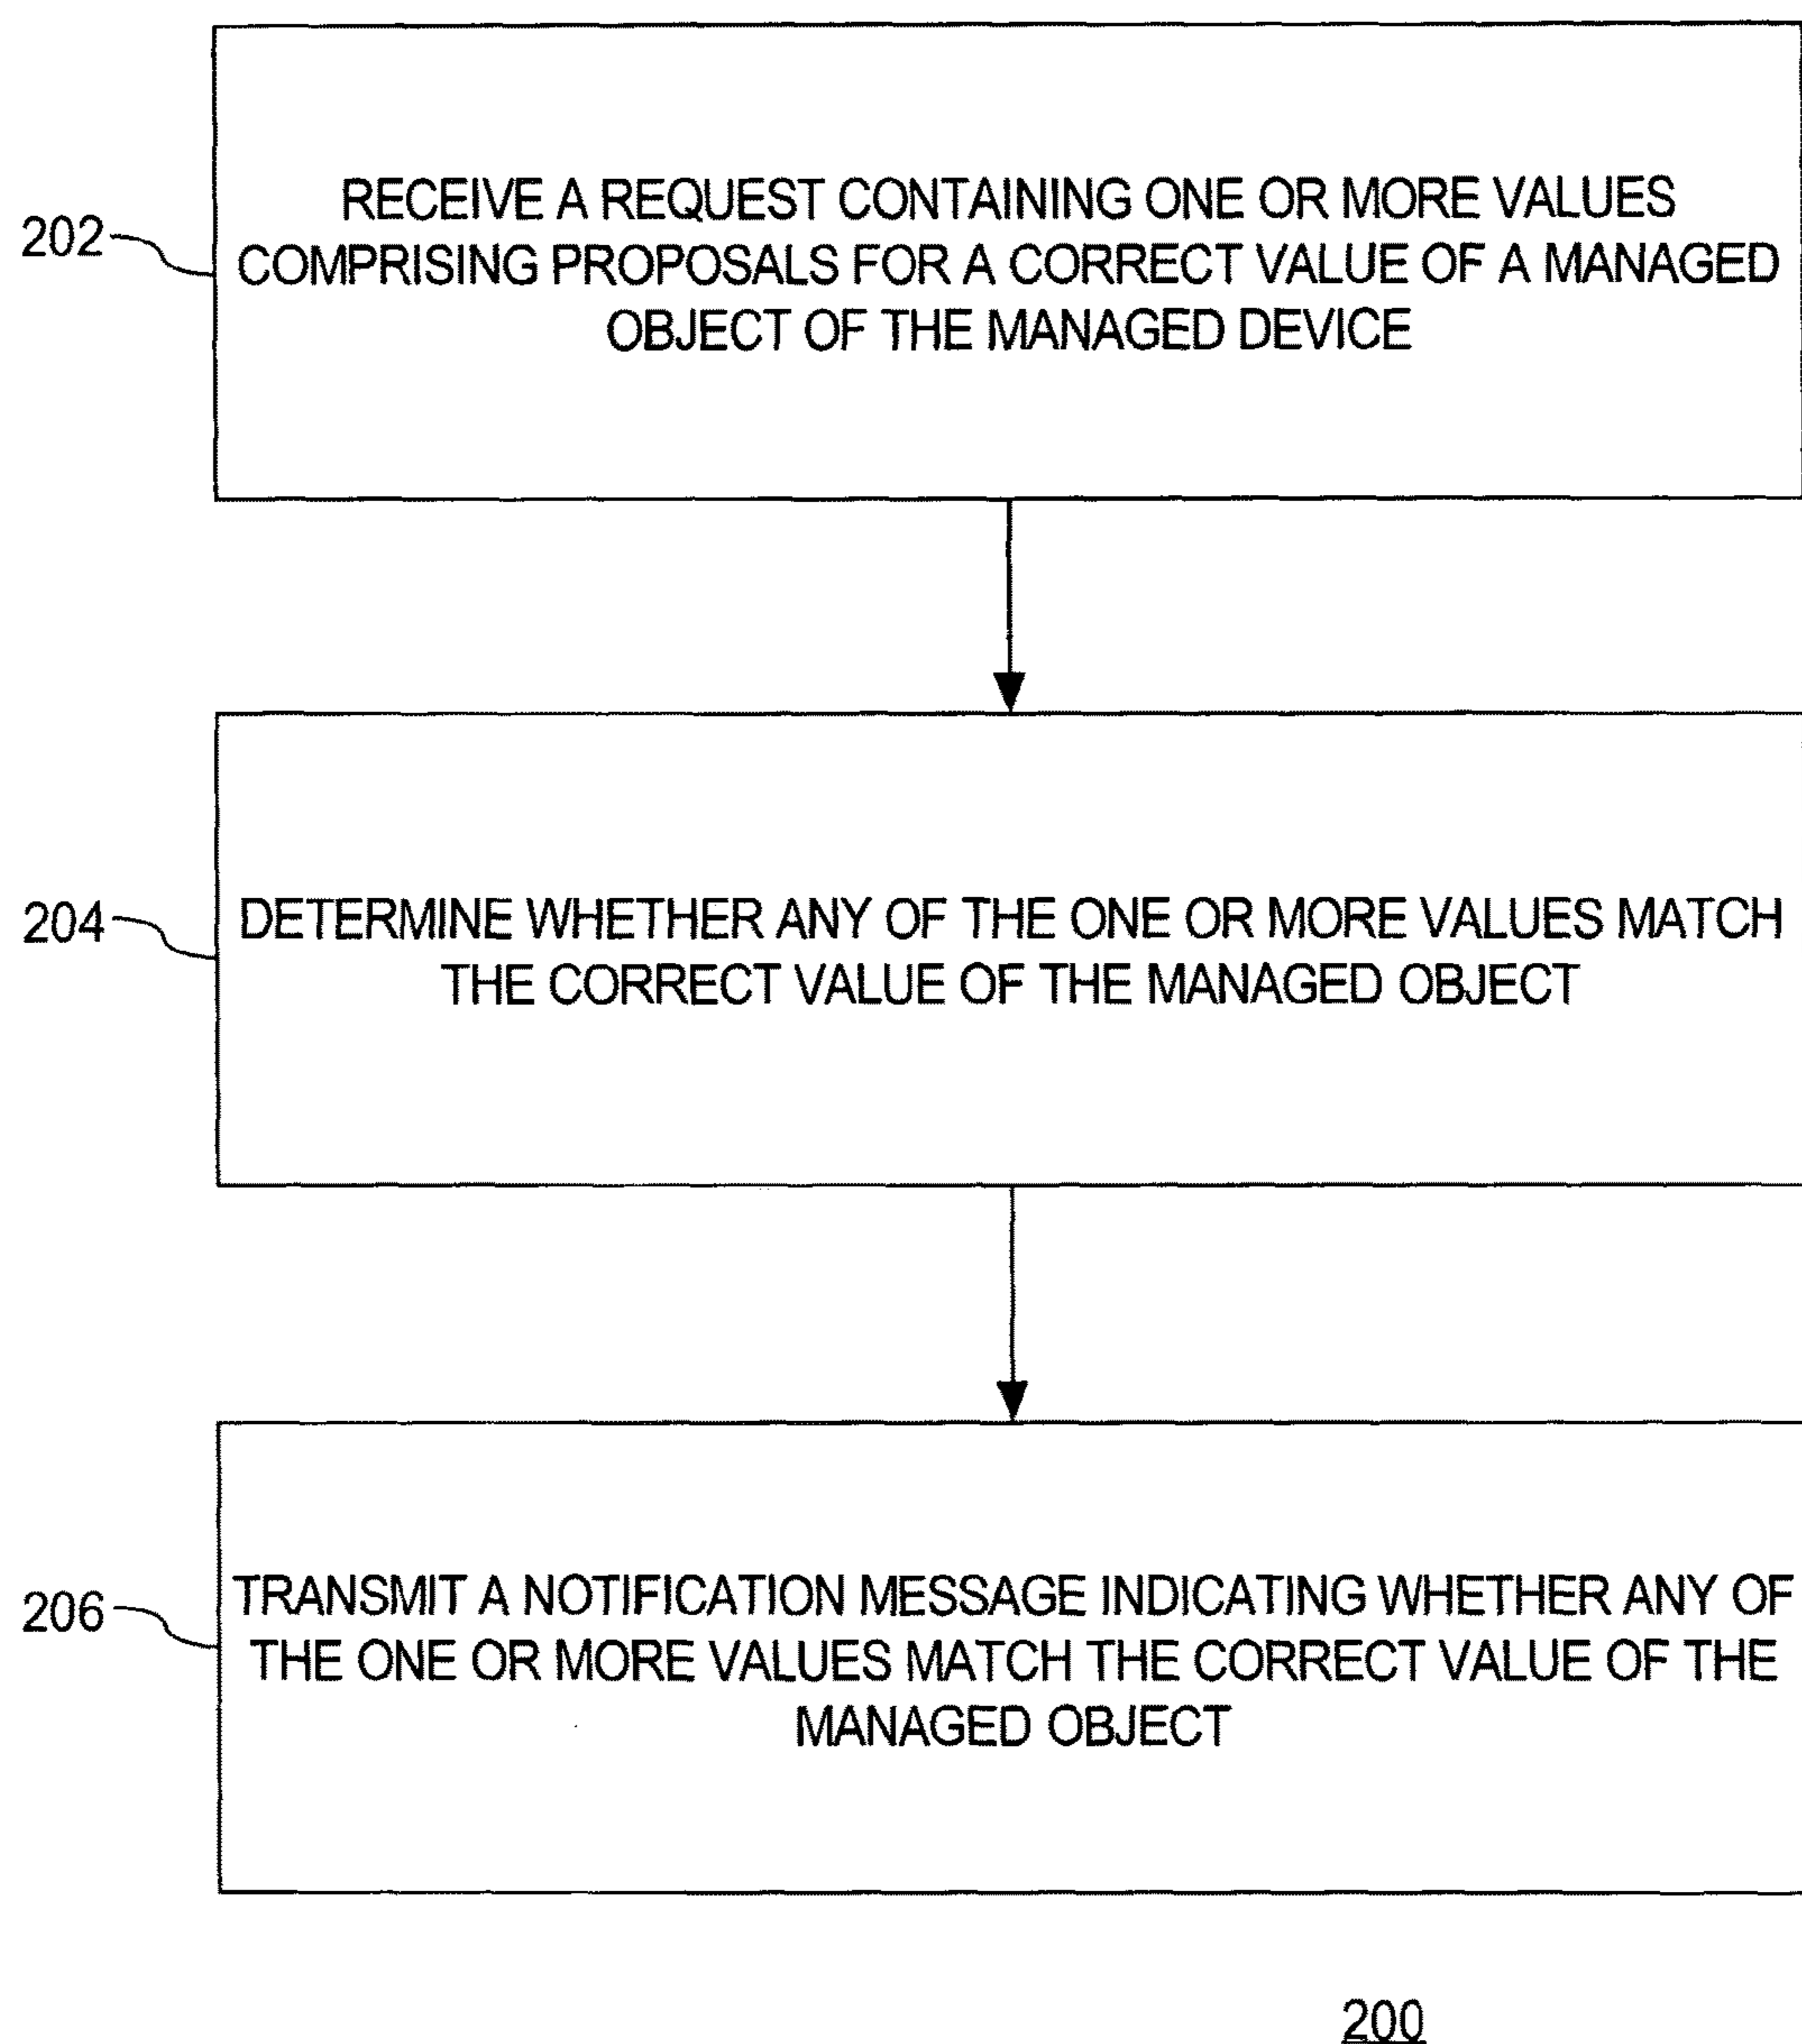 202
RECEIVE A REQUEST CONTAINING ONE OR MORE VALUES
COMPRISING PROPOSALS FOR A CORRECT VALUE OF A MANAGED
OBJECT OF THE MANAGED DEVICE
204
DETERMINE WHETHER ANY OF THE ONE OR MORE VALUES MATCH
THE CORRECT VALUE OF THE MANAGED OBJECT
206
TRANSMIT A NOTIFICATION MESSAGE INDICATING WHETHER ANY OF
THE ONE OR MORE VALUES MATCH THE CORRECT VALUE OF THE
MANAGED OBJECT
200